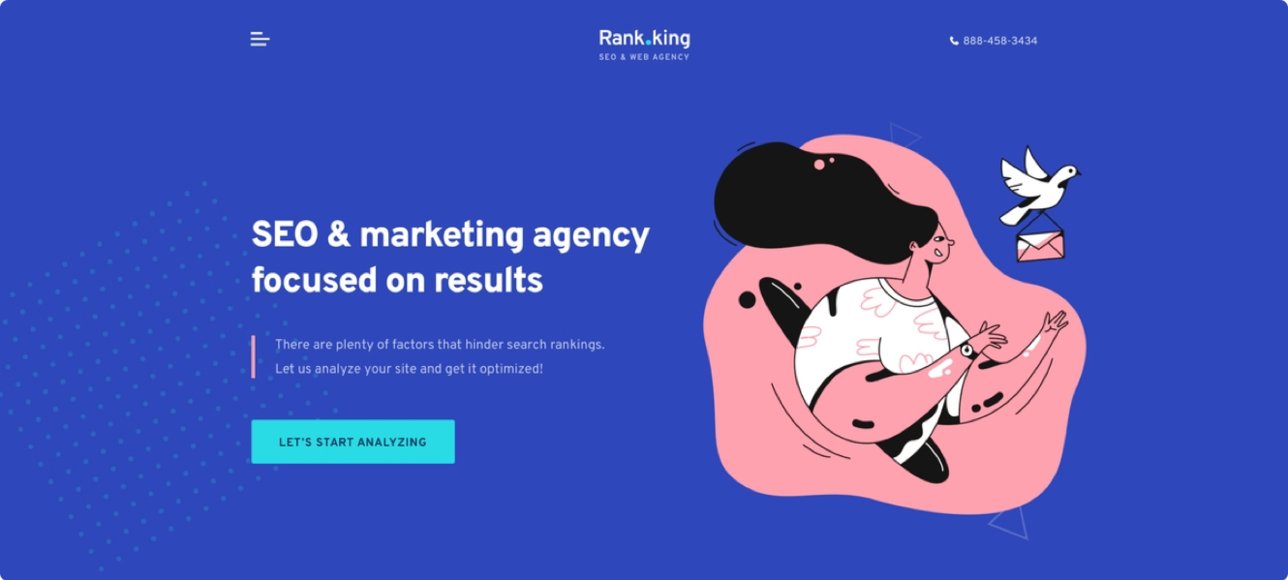 Rank.king
SEO & WEB AGENCY
888-458-3434
SEO & marketing agency
focused on results
There are plenty of factors that hinder search rankings.
Let us analyze your site and get it optimized!
LET'S START ANALYZING